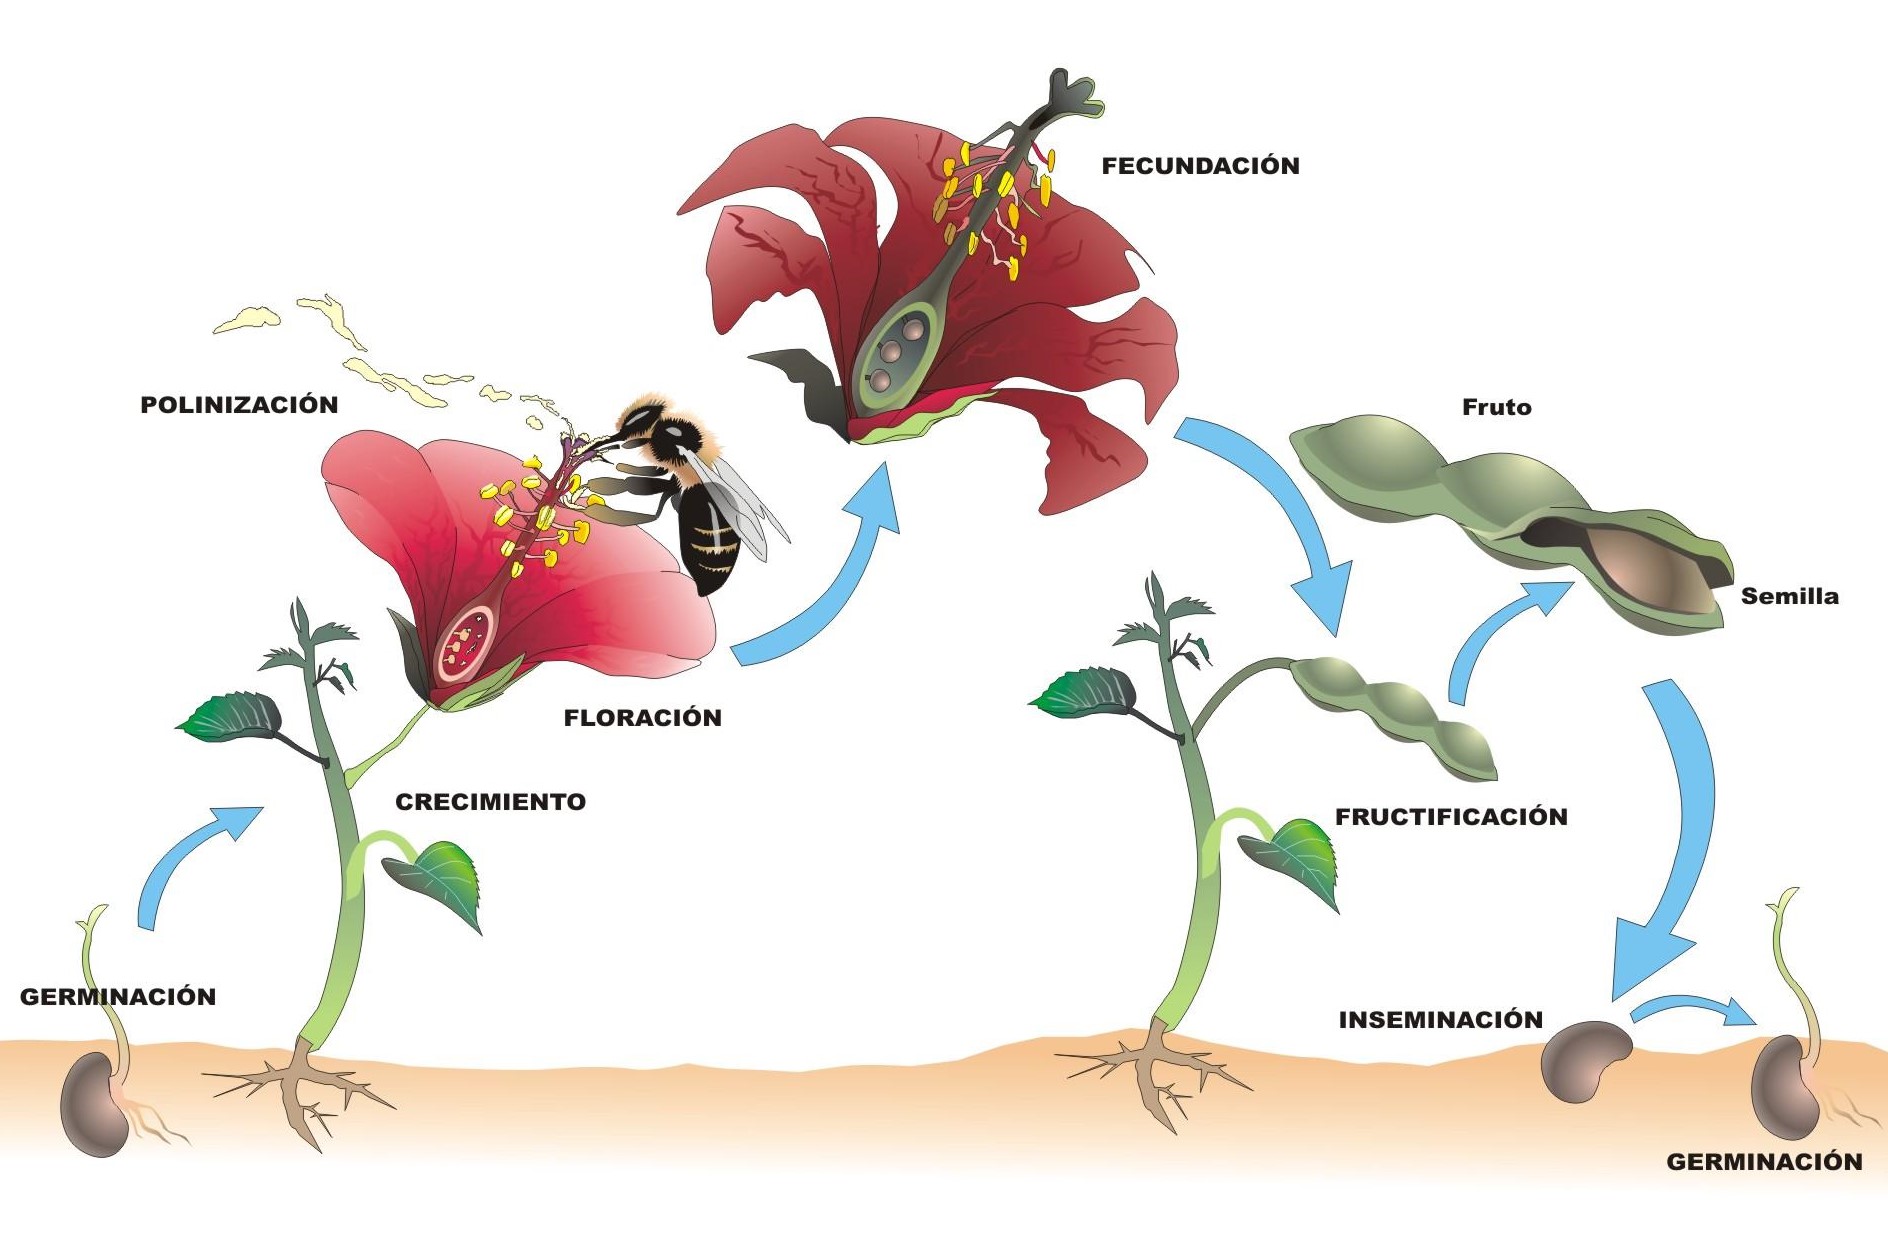 FECUNDACIÓN
POLINIZACIÓN
Fruto
Semilla
FLORACIÓN
CRECIMIENTO
FRUCTIFICACIÓN
GERMINACIÓN
INSEMINACIÓN
GERMINACIÓN